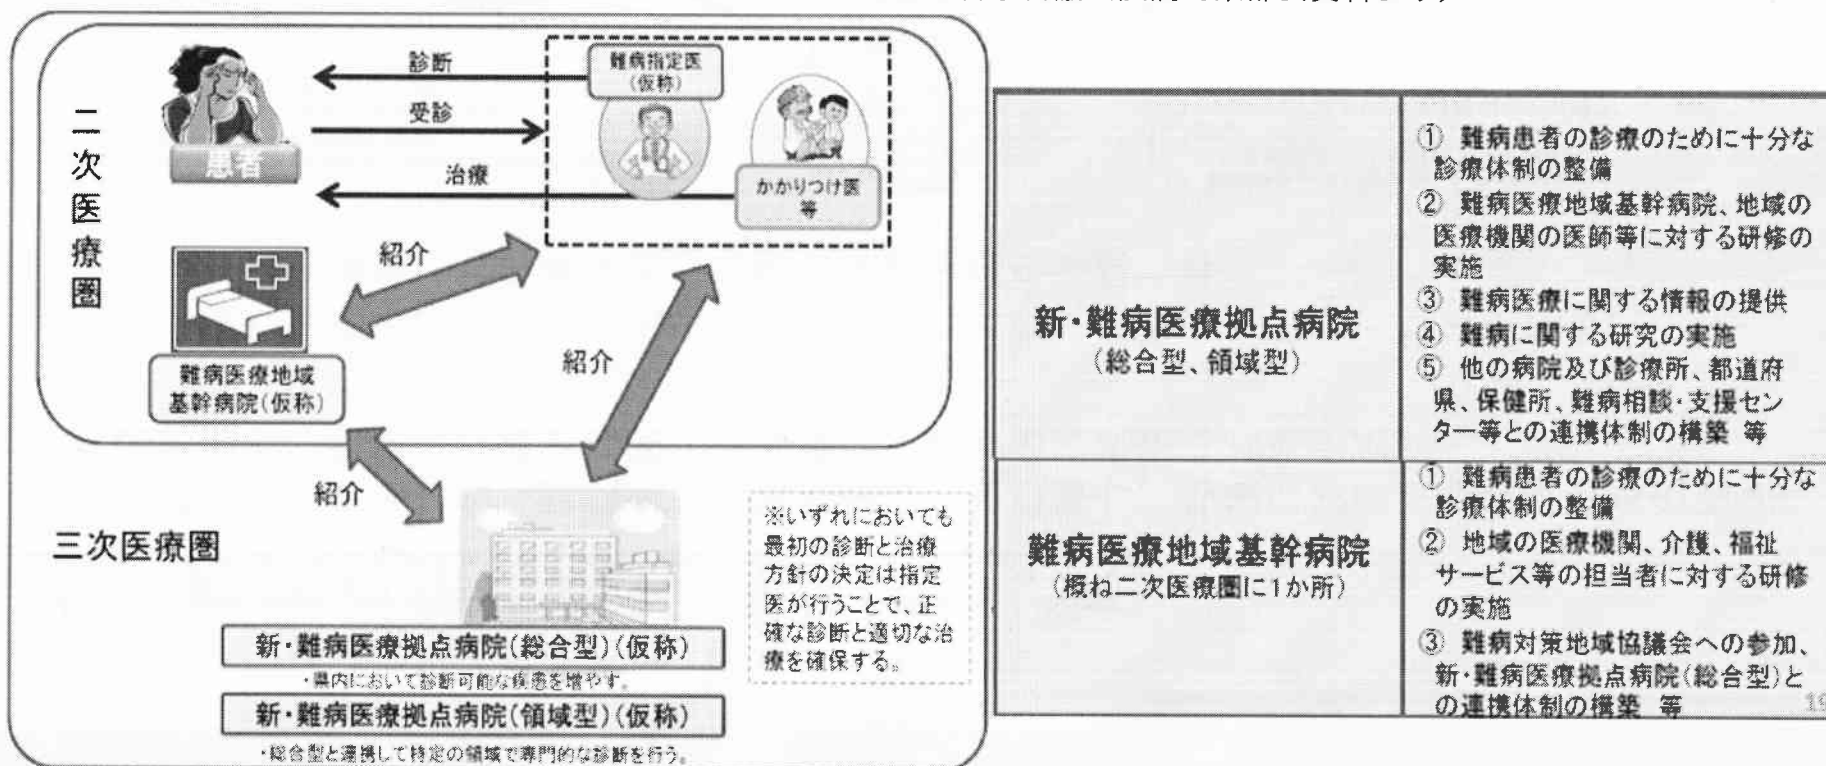 二次医療圏
診断
難病指定医
(仮称)
受診
患者
治療
かかりつけ医
等
紹介
難病医療地域
基幹病院(仮称)
紹介
紹介
三次医療圏
※いずれにおいても
最初の診断と治療
方針の決定は指定
医が行うことで、正
確な診断と適切な治
療を確保する。
新・難病医療拠点病院(総合型)(仮称)
・県内において診断可能な疾患を増やす。
新・難病医療拠点病院(領域型)(仮称)
・総合型と連携して特定の領域で専門的な診断を行う。
新・難病医療拠点病院
(総合型、領域型)
① 難病患者の診療のために十分な
診療体制の整備
② 難病医療地域基幹病院、地域の
医療機関の医師等に対する研修の
実施
③ 難病医療に関する情報の提供
④ 難病に関する研究の実施
⑤ 他の病院及び診療所、都道府
県、保健所、難病相談・支援セン
ター等との連携体制の構築 等
難病医療地域基幹病院
(概ね二次医療圏に1か所)
① 難病患者の診療のために十分な
診療体制の整備
② 地域の医療機関、介護、福祉
サービス等の担当者に対する研修
の実施
③ 難病対策地域協議会への参加、
新・難病医療拠点病院(総合型)と
の連携体制の構築 等
19